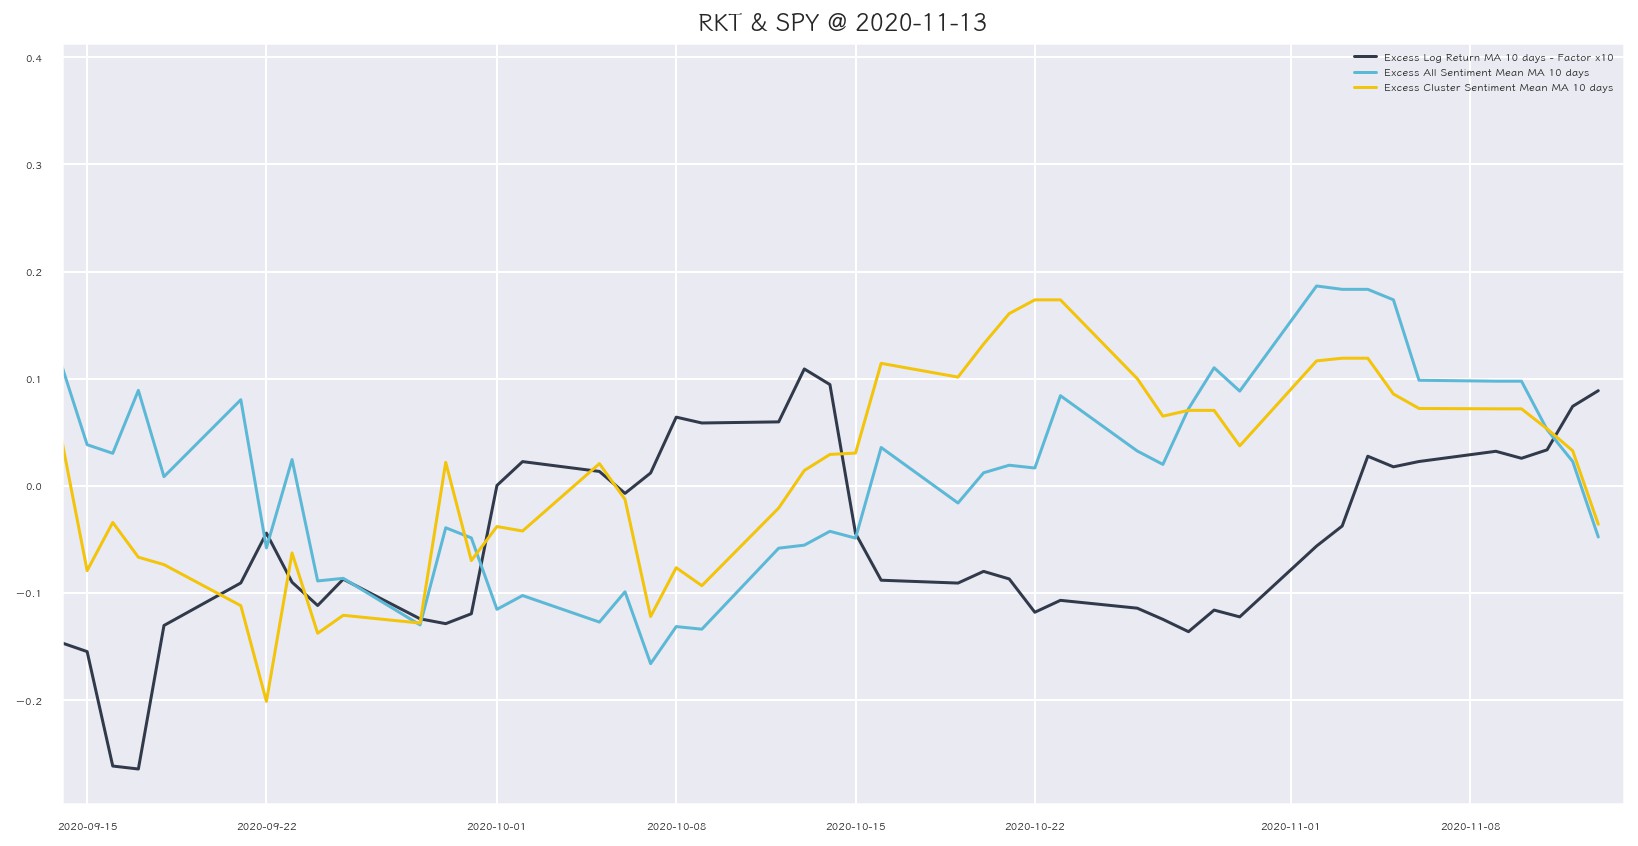 RKT & SPY @ 2020-11-13
Excess Log Return MA 10 days - Factor x10
Excess All Sentiment Mean MA 10 days
Excess Cluster Sentiment Mean MA 10 days
0.4
0.3
0.2
0.1
0.0
−0.1
−0.2
2020-09-15 2020-09-22 2020-10-01 2020-10-08 2020-10-15 2020-10-22 2020-11-01 2020-11-08